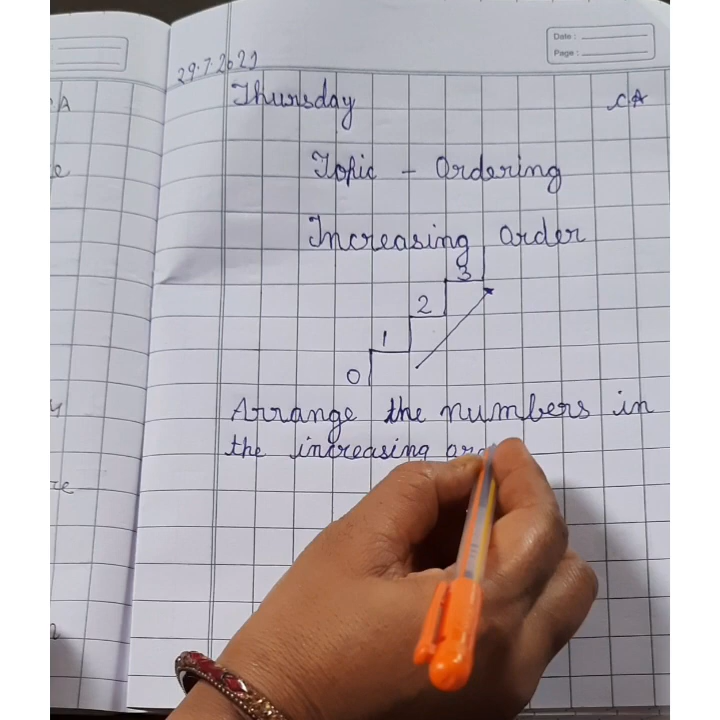 Date :
Page :
29.7.2021
Thursday
C.A
Topic - Ordering
Increasing order
3
2
1
0
Arrange the numbers in
the increasing